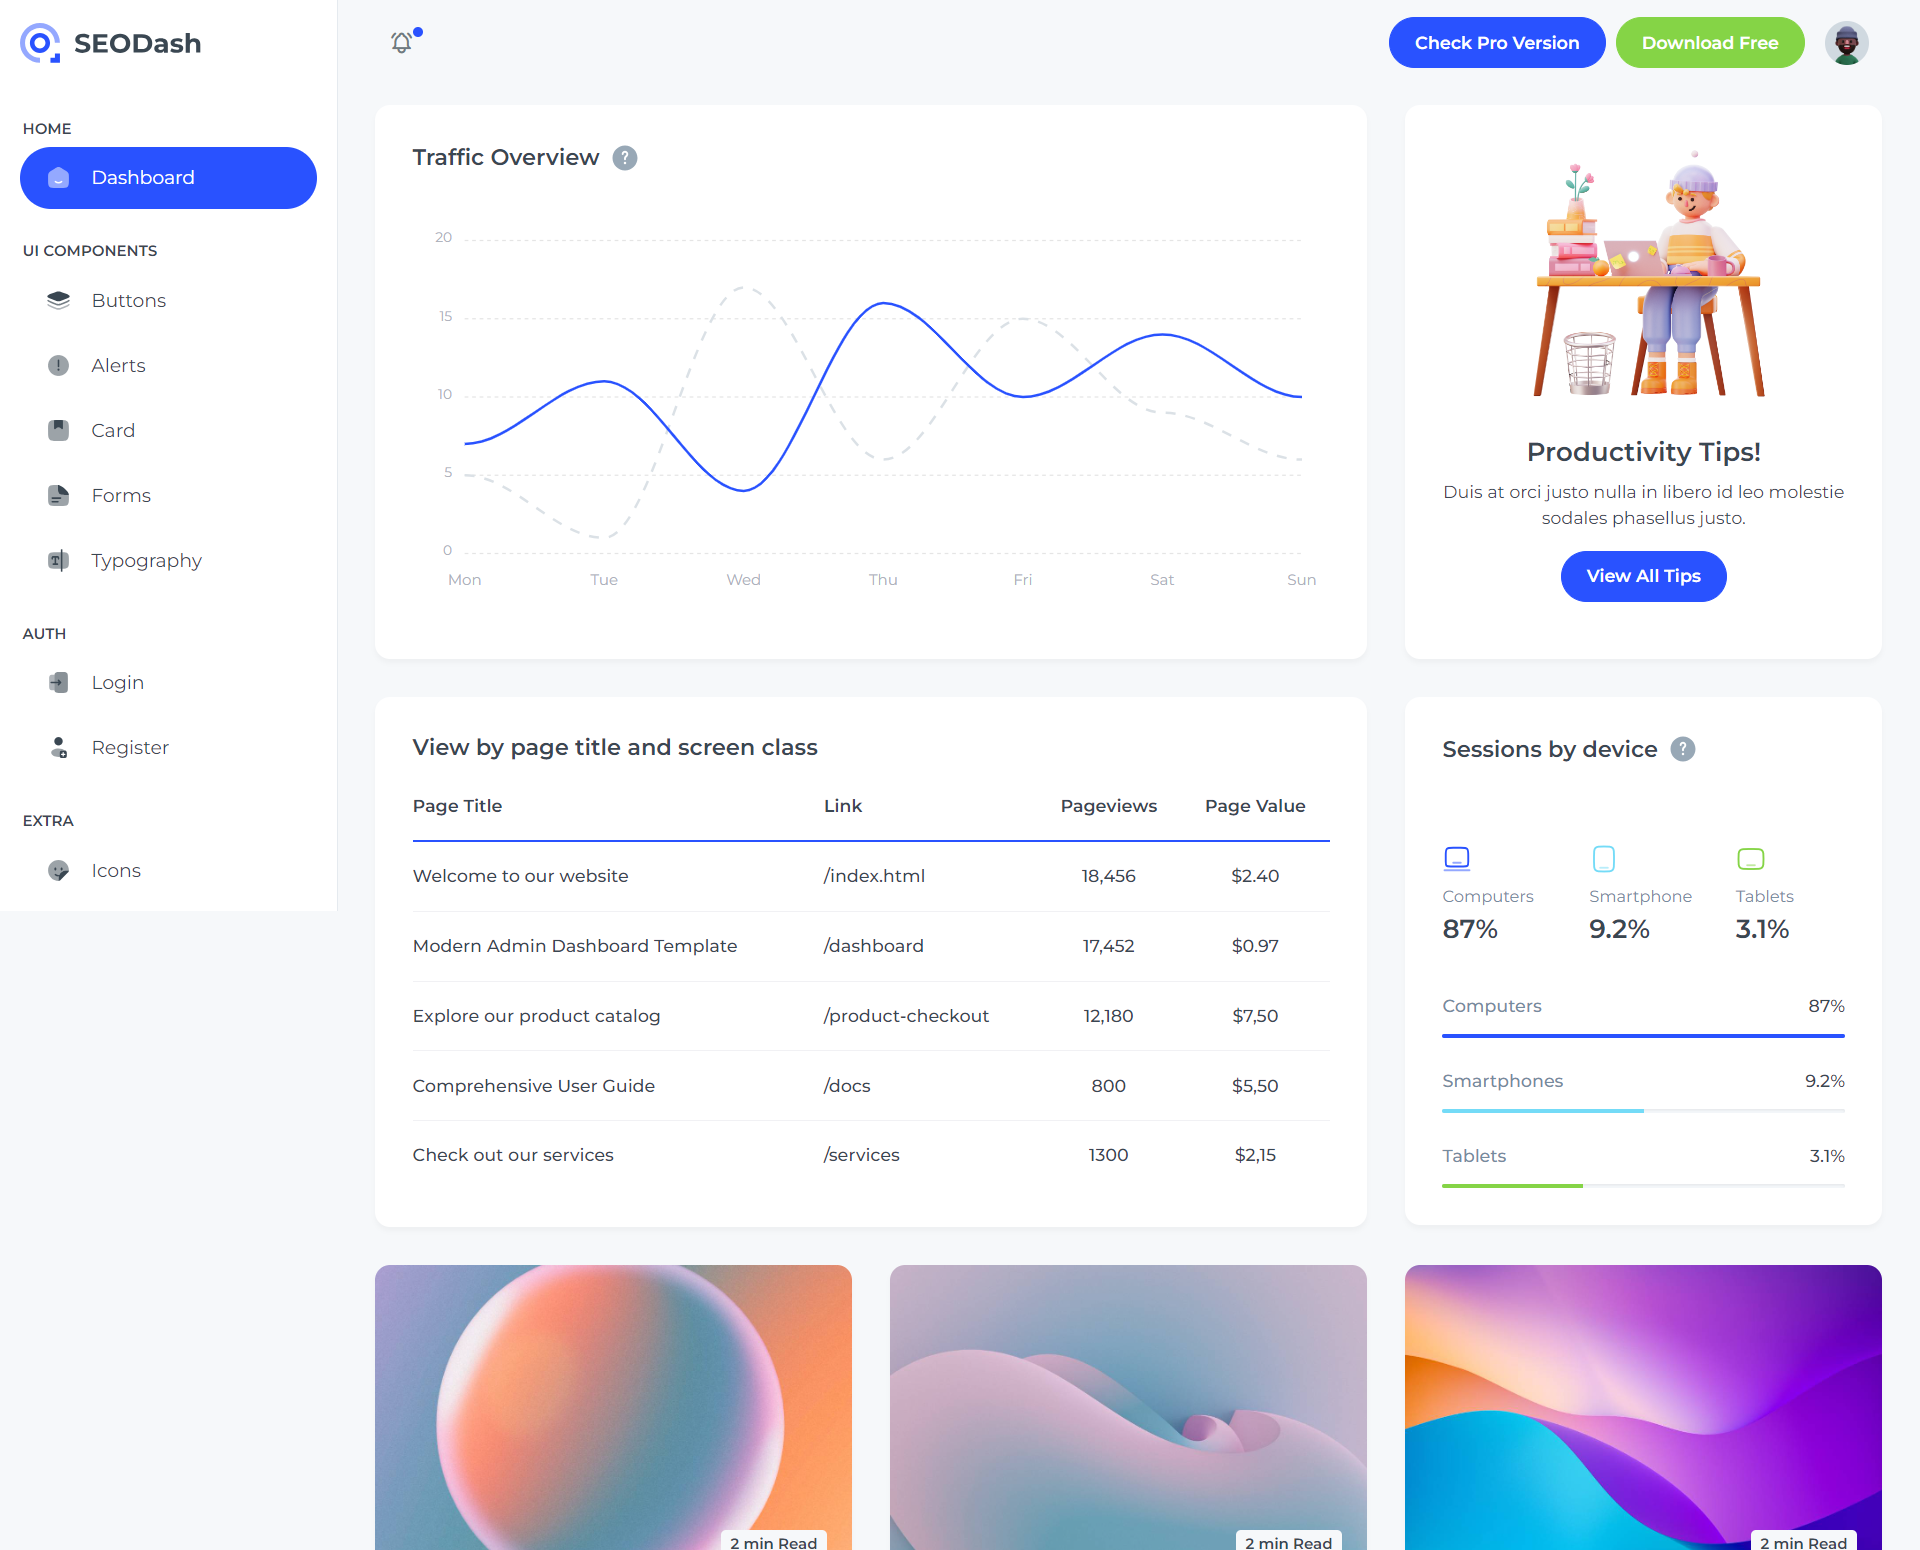 SEODash
Check Pro Version
Download Free
HOME
Dashboard
UI COMPONENTS
Buttons
Alerts
Card
Forms
Typography
AUTH
Login
Register
EXTRA
Icons
Traffic Overview ?
20
15
10
5
0
Mon Tue Wed Thu Fri Sat Sun
Productivity Tips!
Duis at orci justo nulla in libero id leo molestie
sodales phasellus justo.
View All Tips
View by page title and screen class
Page Title Link Pageviews Page Value
Welcome to our website /index.html 18,456 $2.40
Modern Admin Dashboard Template /dashboard 17,452 $0.97
Explore our product catalog /product-checkout 12,180 $7,50
Comprehensive User Guide /docs 800 $5,50
Check out our services /services 1300 $2,15
Sessions by device ?
Computers Smartphone Tablets
87% 9.2% 3.1%
Computers 87%
Smartphones 9.2%
Tablets 3.1%
2 min Read
2 min Read
2 min Read